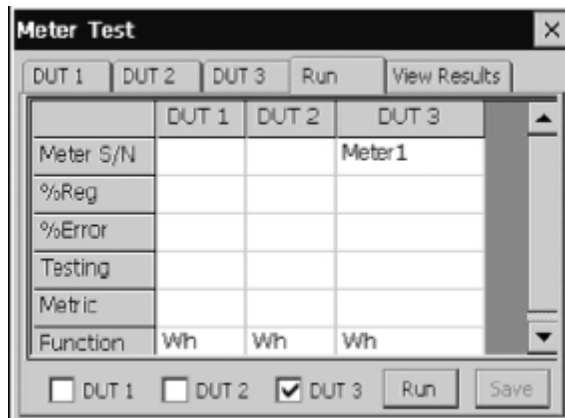 Meter Test
DUT 1 DUT 2 DUT 3 Run View Results
DUT 1 DUT 2 DUT 3
Meter S/N Meter1
%Reg
%Error
Testing
Metric
Function Wh Wh Wh
DUT 1 DUT 2 DUT 3 Run Save